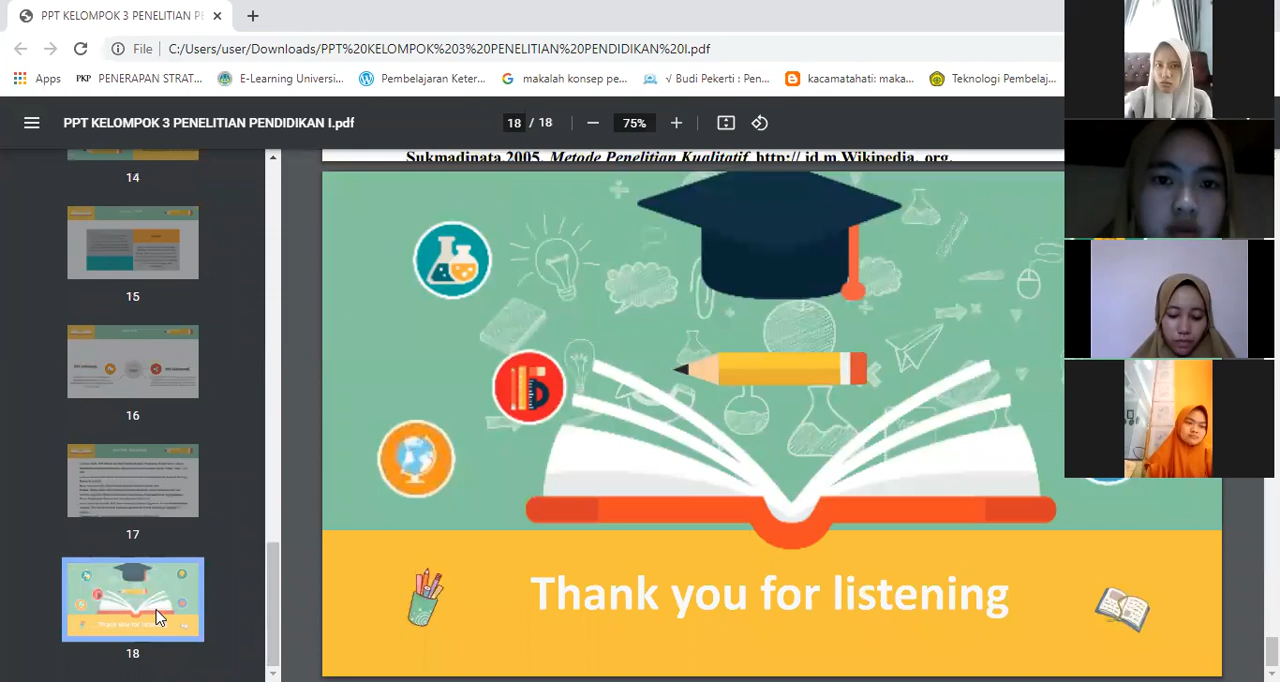 PPT KELOMPOK 3 PENELITIAN PE
File
C:/Users/user/Downloads/PPT%20KELOMPOK%203%20PENELITIAN%20PENDIDIKAN%20I.pdf
Apps
PKP PENERAPAN STRAT...
E-Learning Universi...
Pembelajaran Keter...
makalah konsep pe...
√ Budi Pekerti : Pen...
kacamatahati: maka...
Teknologi Pembelaj...
PPT KELOMPOK 3 PENELITIAN PENDIDIKAN I.pdf
18 / 18
75%
Sukmadinata 2005. Metode Penelitian Kualitatif. http:// id.m.Wikipedia. org.
14
15
16
17
18
Thank you for listening